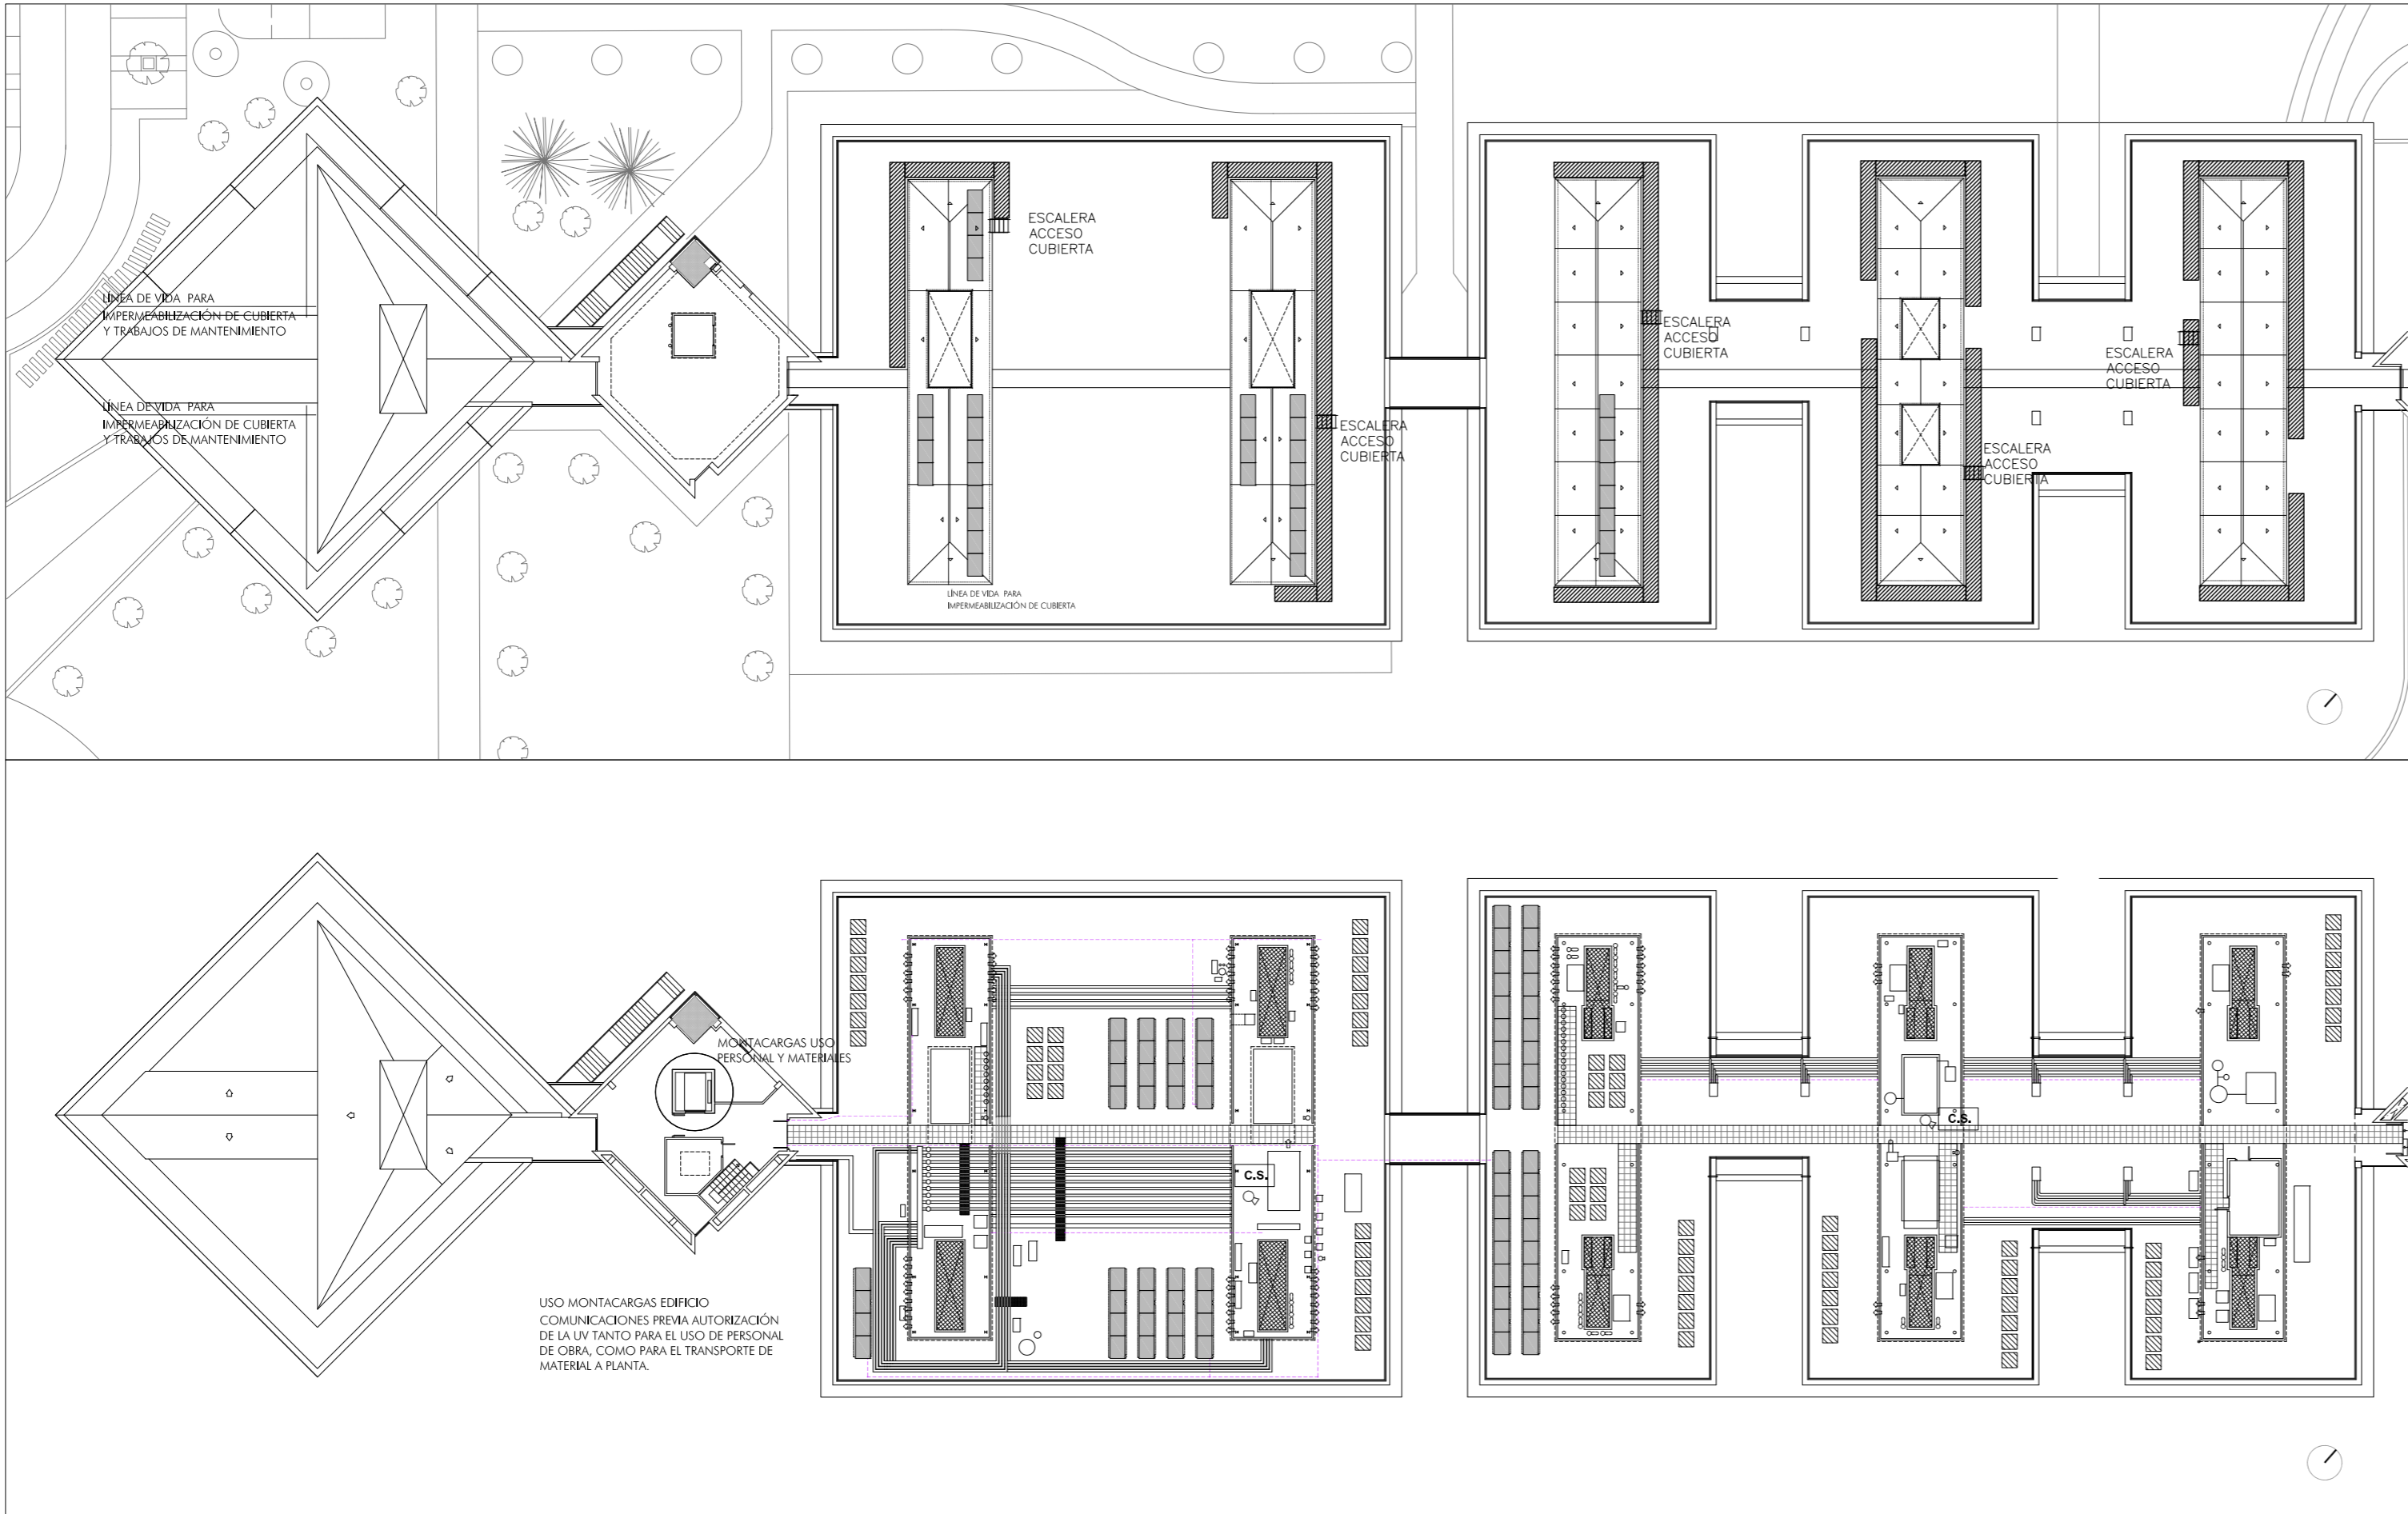 ESCALERA
ACCESO
CUBIERTA
LÍNEA DE VIDA PARA
IMPERMEABILIZACIÓN DE CUBIERTA
Y TRABAJOS DE MANTENIMIENTO
ESCALERA
ACCESO
CUBIERTA
ESCALERA
ACCESO
CUBIERTA
LÍNEA DE VIDA PARA
IMPERMEABILIZACIÓN DE CUBIERTA
Y TRABAJOS DE MANTENIMIENTO
ESCALERA
ACCESO
CUBIERTA
ESCALERA
ACCESO
CUBIERTA
LÍNEA DE VIDA PARA
IMPERMEABILIZACIÓN DE CUBIERTA
MONTACARGAS USO
PERSONAL Y MATERIALES
C.S.
C.S.
USO MONTACARGAS EDIFICIO
COMUNICACIONES PREVIA AUTORIZACIÓN
DE LA UV TANTO PARA EL USO DE PERSONAL
DE OBRA, COMO PARA EL TRANSPORTE DE
MATERIAL A PLANTA.